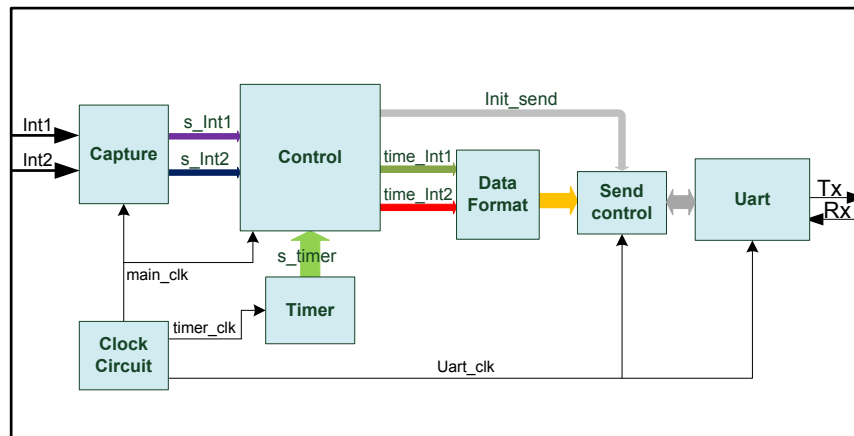 Init_send
Int1
s_Int1
Int2
s_Int2
Capture
Control
time_Int1
time_Int2
Data
Format
Send
control
Uart
Tx
Rx
s_timer
main_clk
timer_clk
Timer
Clock
Circuit
Uart_clk